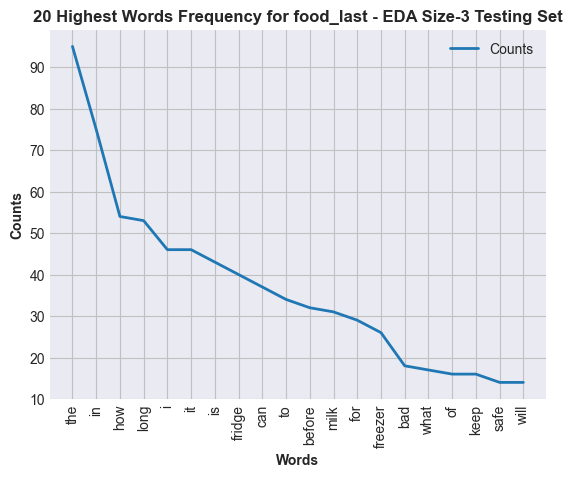 20 Highest Words Frequency for food_last - EDA Size-3 Testing Set
Counts
Counts
90
80
70
60
50
40
30
20
10
the
in
how
long
i
it
is
fridge
can
to
before
milk
for
freezer
bad
what
of
keep
safe
will
Words